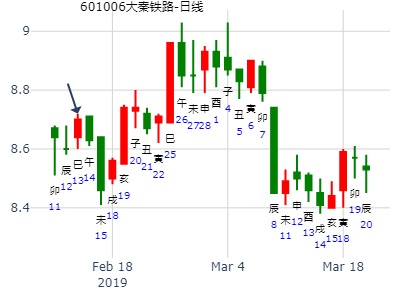 601006大秦铁路-日线
9
8.8
8.6
8.4
卯
11
辰
12
巳
13
午
14
未
15
戌
18
亥
19
子
20
丑
21
寅
22
巳
25
午
26
未
27
申
28
酉
1
子
4
丑
5
寅
6
卯
7
辰
8
未
11
申
12
酉
13
戌
14
亥
15
寅
18
卯
19
辰
20
Feb 18
2019
Mar 4
Mar 18